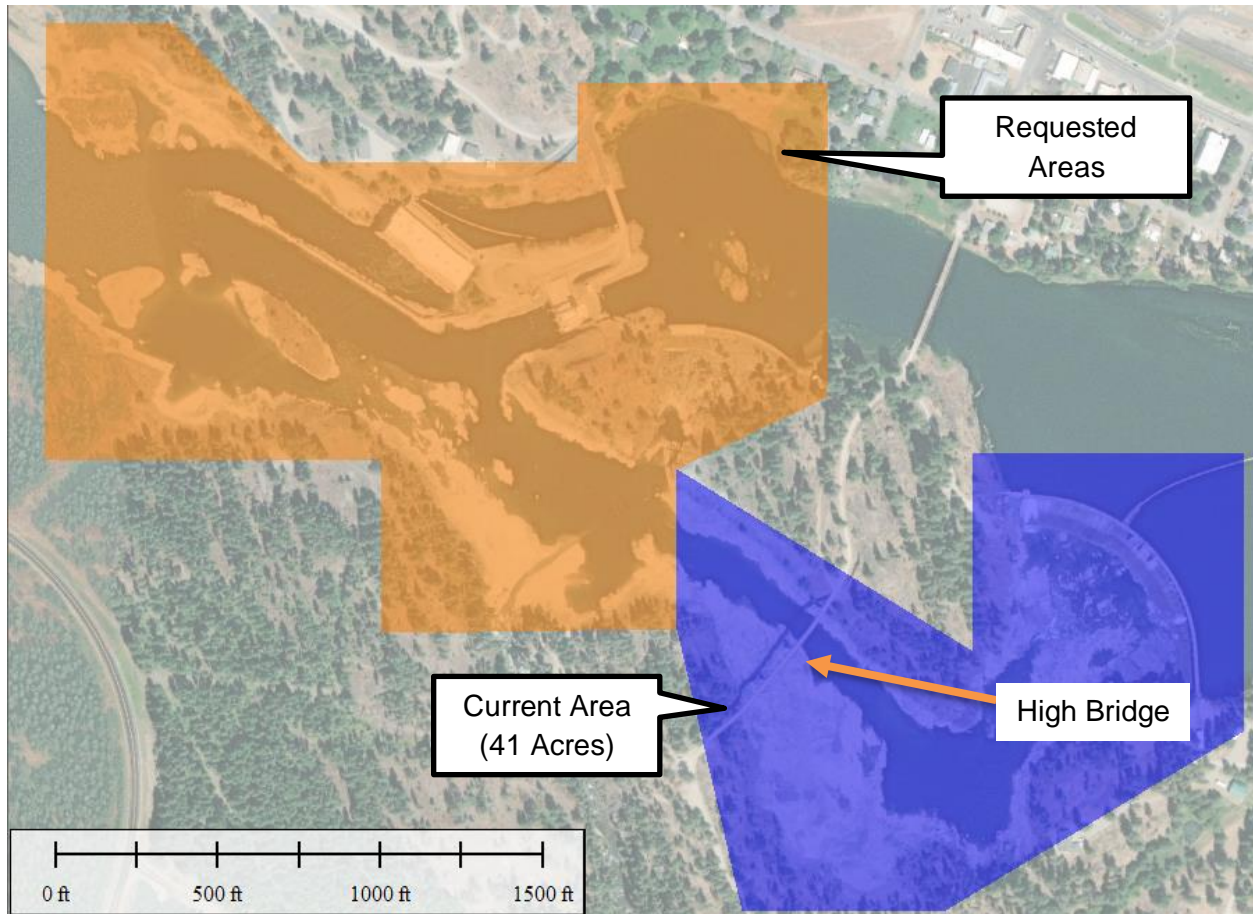 Requested
Areas
Current Area
(41 Acres)
High Bridge
0 ft 500 ft 1000 ft 1500 ft